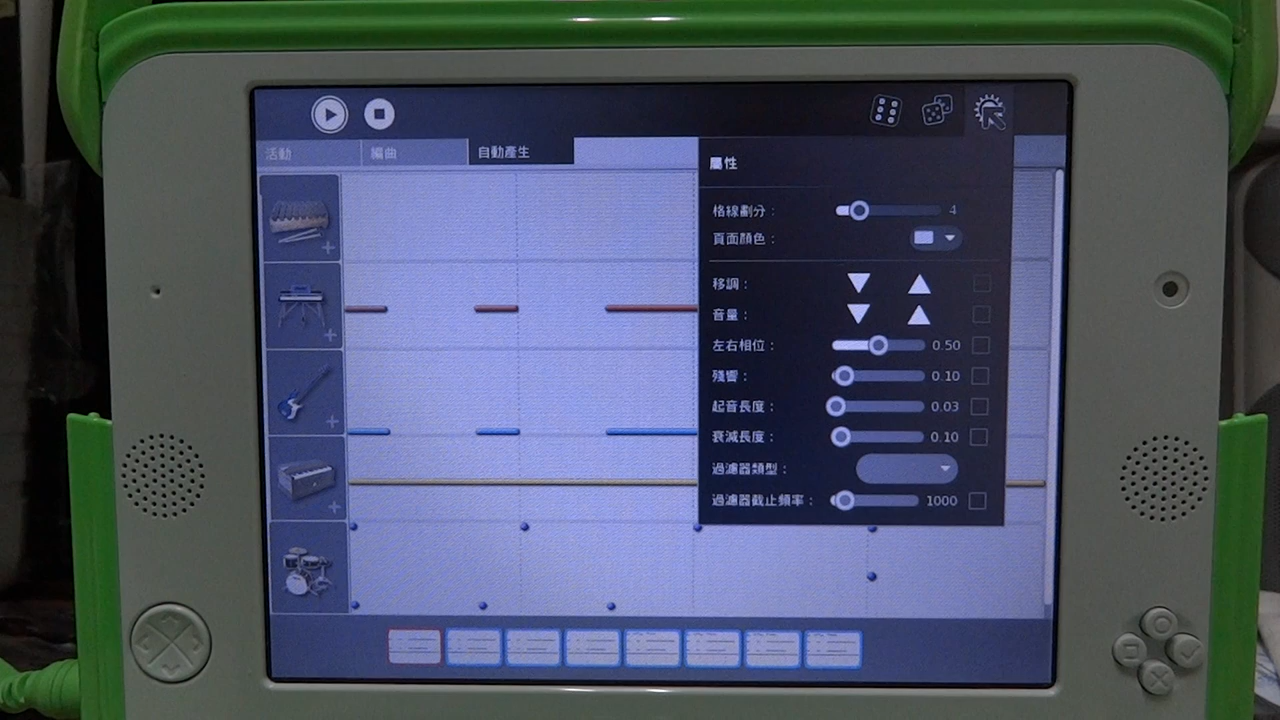 活動 編曲 自動產生
屬性
格線劃分： 4
頁面顏色：
移調：
音量：
左右相位： 0.50
殘響： 0.10
起音長度： 0.03
衰減長度： 0.10
過濾器類型：
過濾器截止頻率： 1000